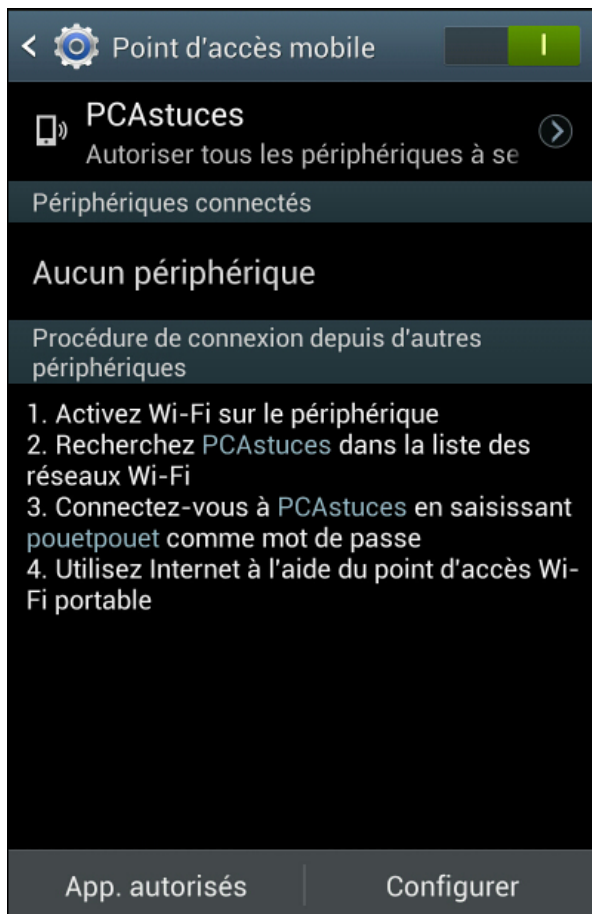 Point d'accès mobile
PCAstuces
Autoriser tous les périphériques à se
Périphériques connectés
Aucun périphérique
Procédure de connexion depuis d'autres
périphériques
1. Activez Wi-Fi sur le périphérique
2. Recherchez PCAstuces dans la liste des
réseaux Wi-Fi
3. Connectez-vous à PCAstuces en saisissant
pouetpouet comme mot de passe
4. Utilisez Internet à l'aide du point d'accès Wi-
Fi portable
App. autorisés
Configurer